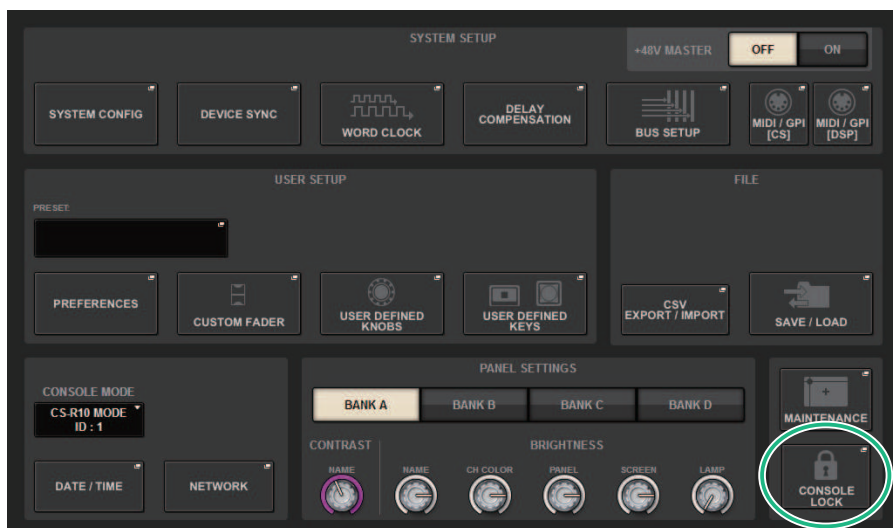 SYSTEM SETUP
+48V MASTER
OFF
ON
SYSTEM CONFIG
DEVICE SYNC
WORD CLOCK
DELAY
COMPENSATION
BUS SETUP
MIDI / GPI
[CS]
MIDI / GPI
[DSP]
USER SETUP
PRESET:
PREFERENCES
CUSTOM FADER
USER DEFINED
KNOBS
USER DEFINED
KEYS
FILE
CSV
EXPORT / IMPORT
SAVE / LOAD
CONSOLE MODE
CS-R10 MODE
ID : 1
DATE / TIME
NETWORK
PANEL SETTINGS
BANK A
BANK B
BANK C
BANK D
CONTRAST
BRIGHTNESS
NAME
NAME
CH COLOR
PANEL
SCREEN
LAMP
MAINTENANCE
CONSOLE
LOCK